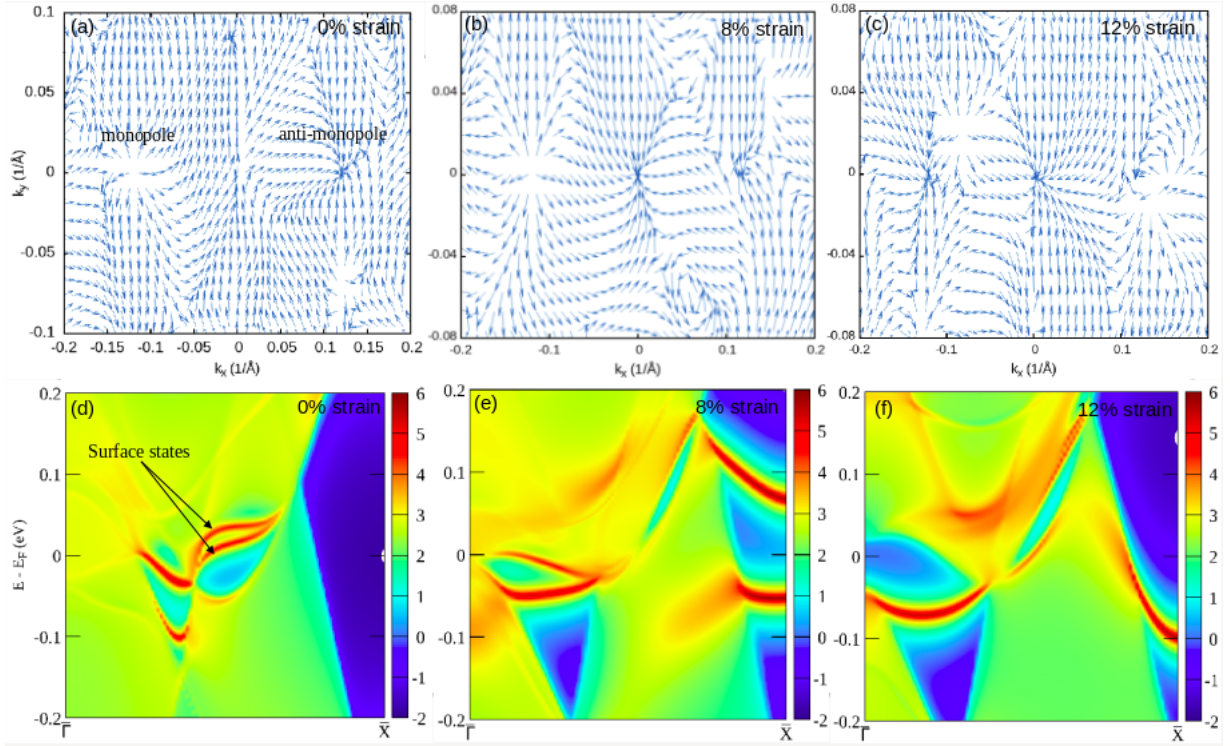 (a) 0% strain
0.1
0.05
0
-0.05
-0.1
k_y (1/Å)
monopole
anti-monopole
-0.2 -0.15 -0.1 -0.05 0 0.05 0.1 0.15 0.2
k_x (1/Å)
(b) 8% strain
0.08
0.04
0
-0.04
-0.08
-0.2 -0.1 0 0.1 0.2
k_x (1/Å)
(c) 12% strain
0.08
0.04
0
-0.04
-0.08
-0.2 -0.1 0 0.1 0.2
k_x (1/Å)
(d) 0% strain
Surface states
0.2
0.1
0
-0.1
-0.2
E - E_F (eV)
Γ̅ X̅
6
5
4
3
2
1
0
-1
-2
(e) 8% strain
0.2
0.1
0
-0.1
-0.2
Γ̅ X̅
6
5
4
3
2
1
0
-1
-2
(f) 12% strain
0.2
0.1
0
-0.1
-0.2
Γ̅ X̅
6
5
4
3
2
1
0
-1
-2